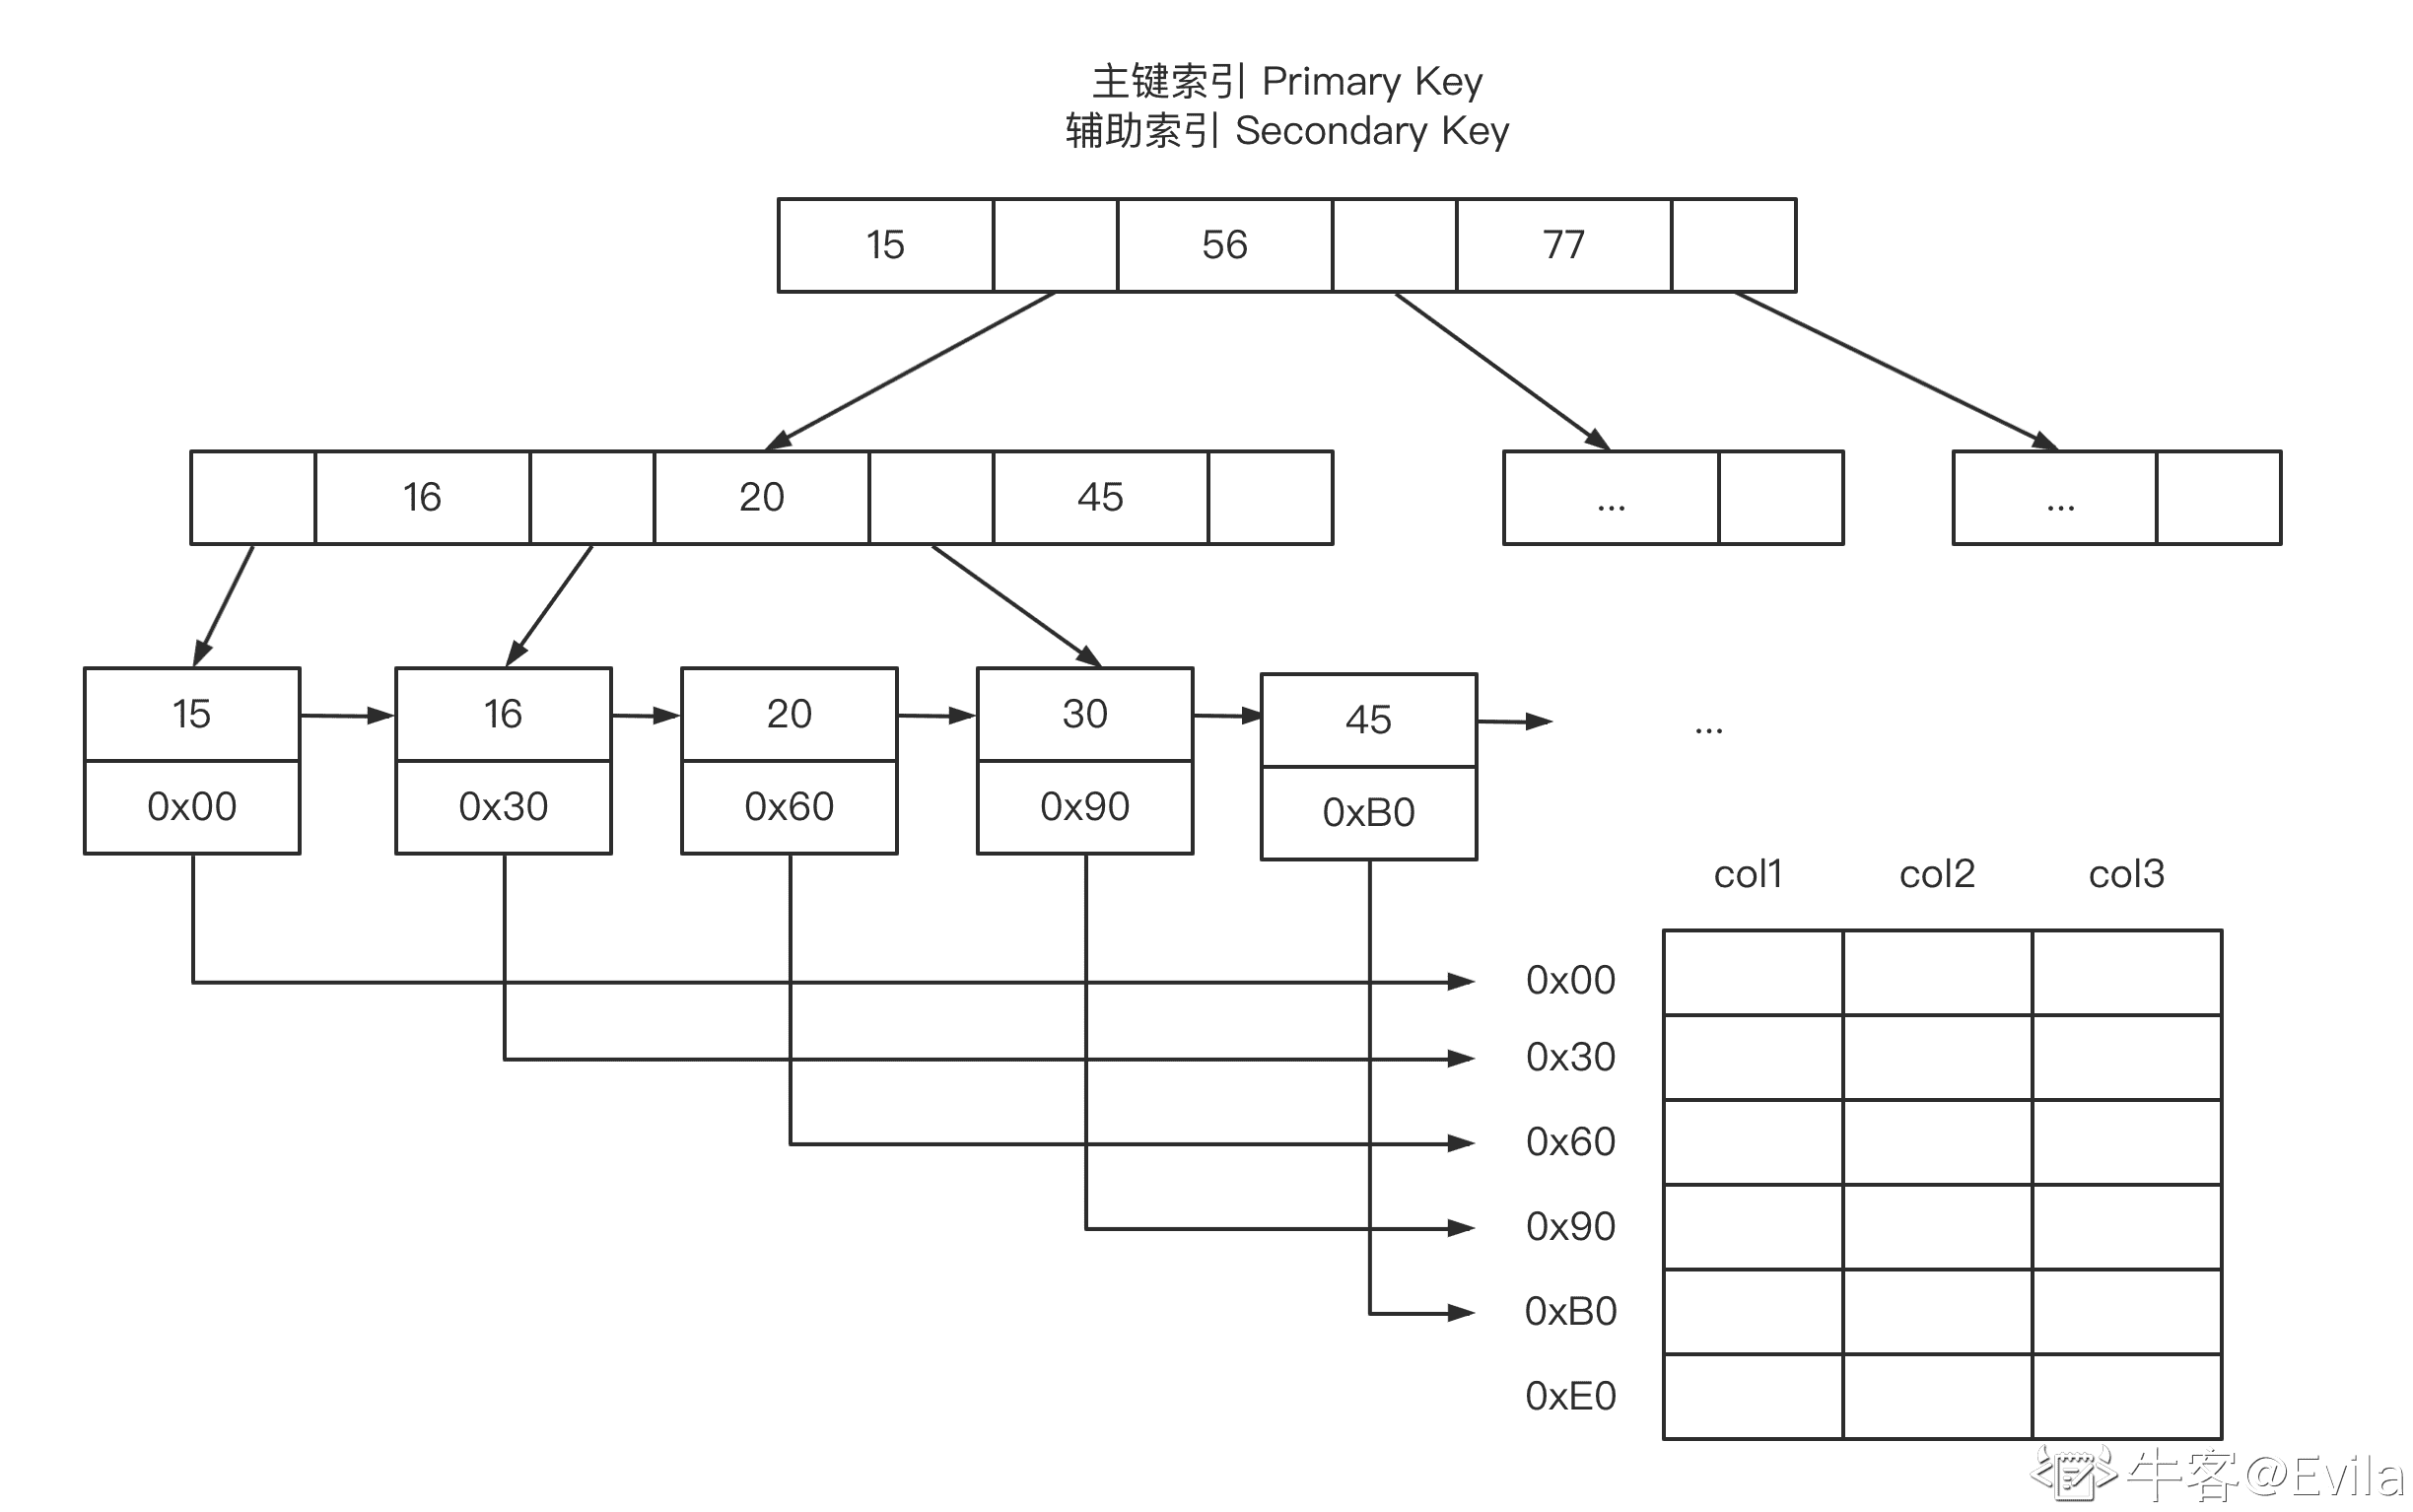 主键索引 Primary Key
辅助索引 Secondary Key
15 56 77
16 20 45 ... ...
15 16 20 30 45 ...
0x00 0x30 0x60 0x90 0xB0
col1 col2 col3
0x00
0x30
0x60
0x90
0xB0
0xE0
牛客@Evila